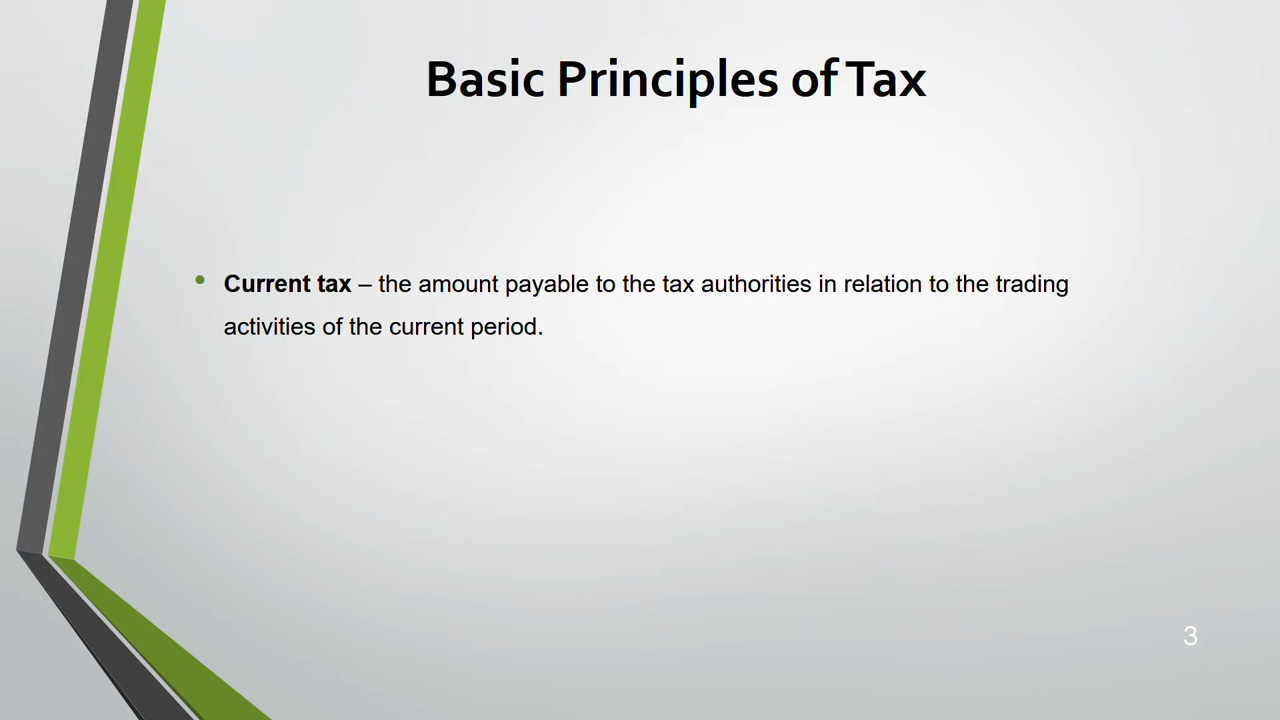 Basic Principles of Tax
• Current tax – the amount payable to the tax authorities in relation to the trading
activities of the current period.
3